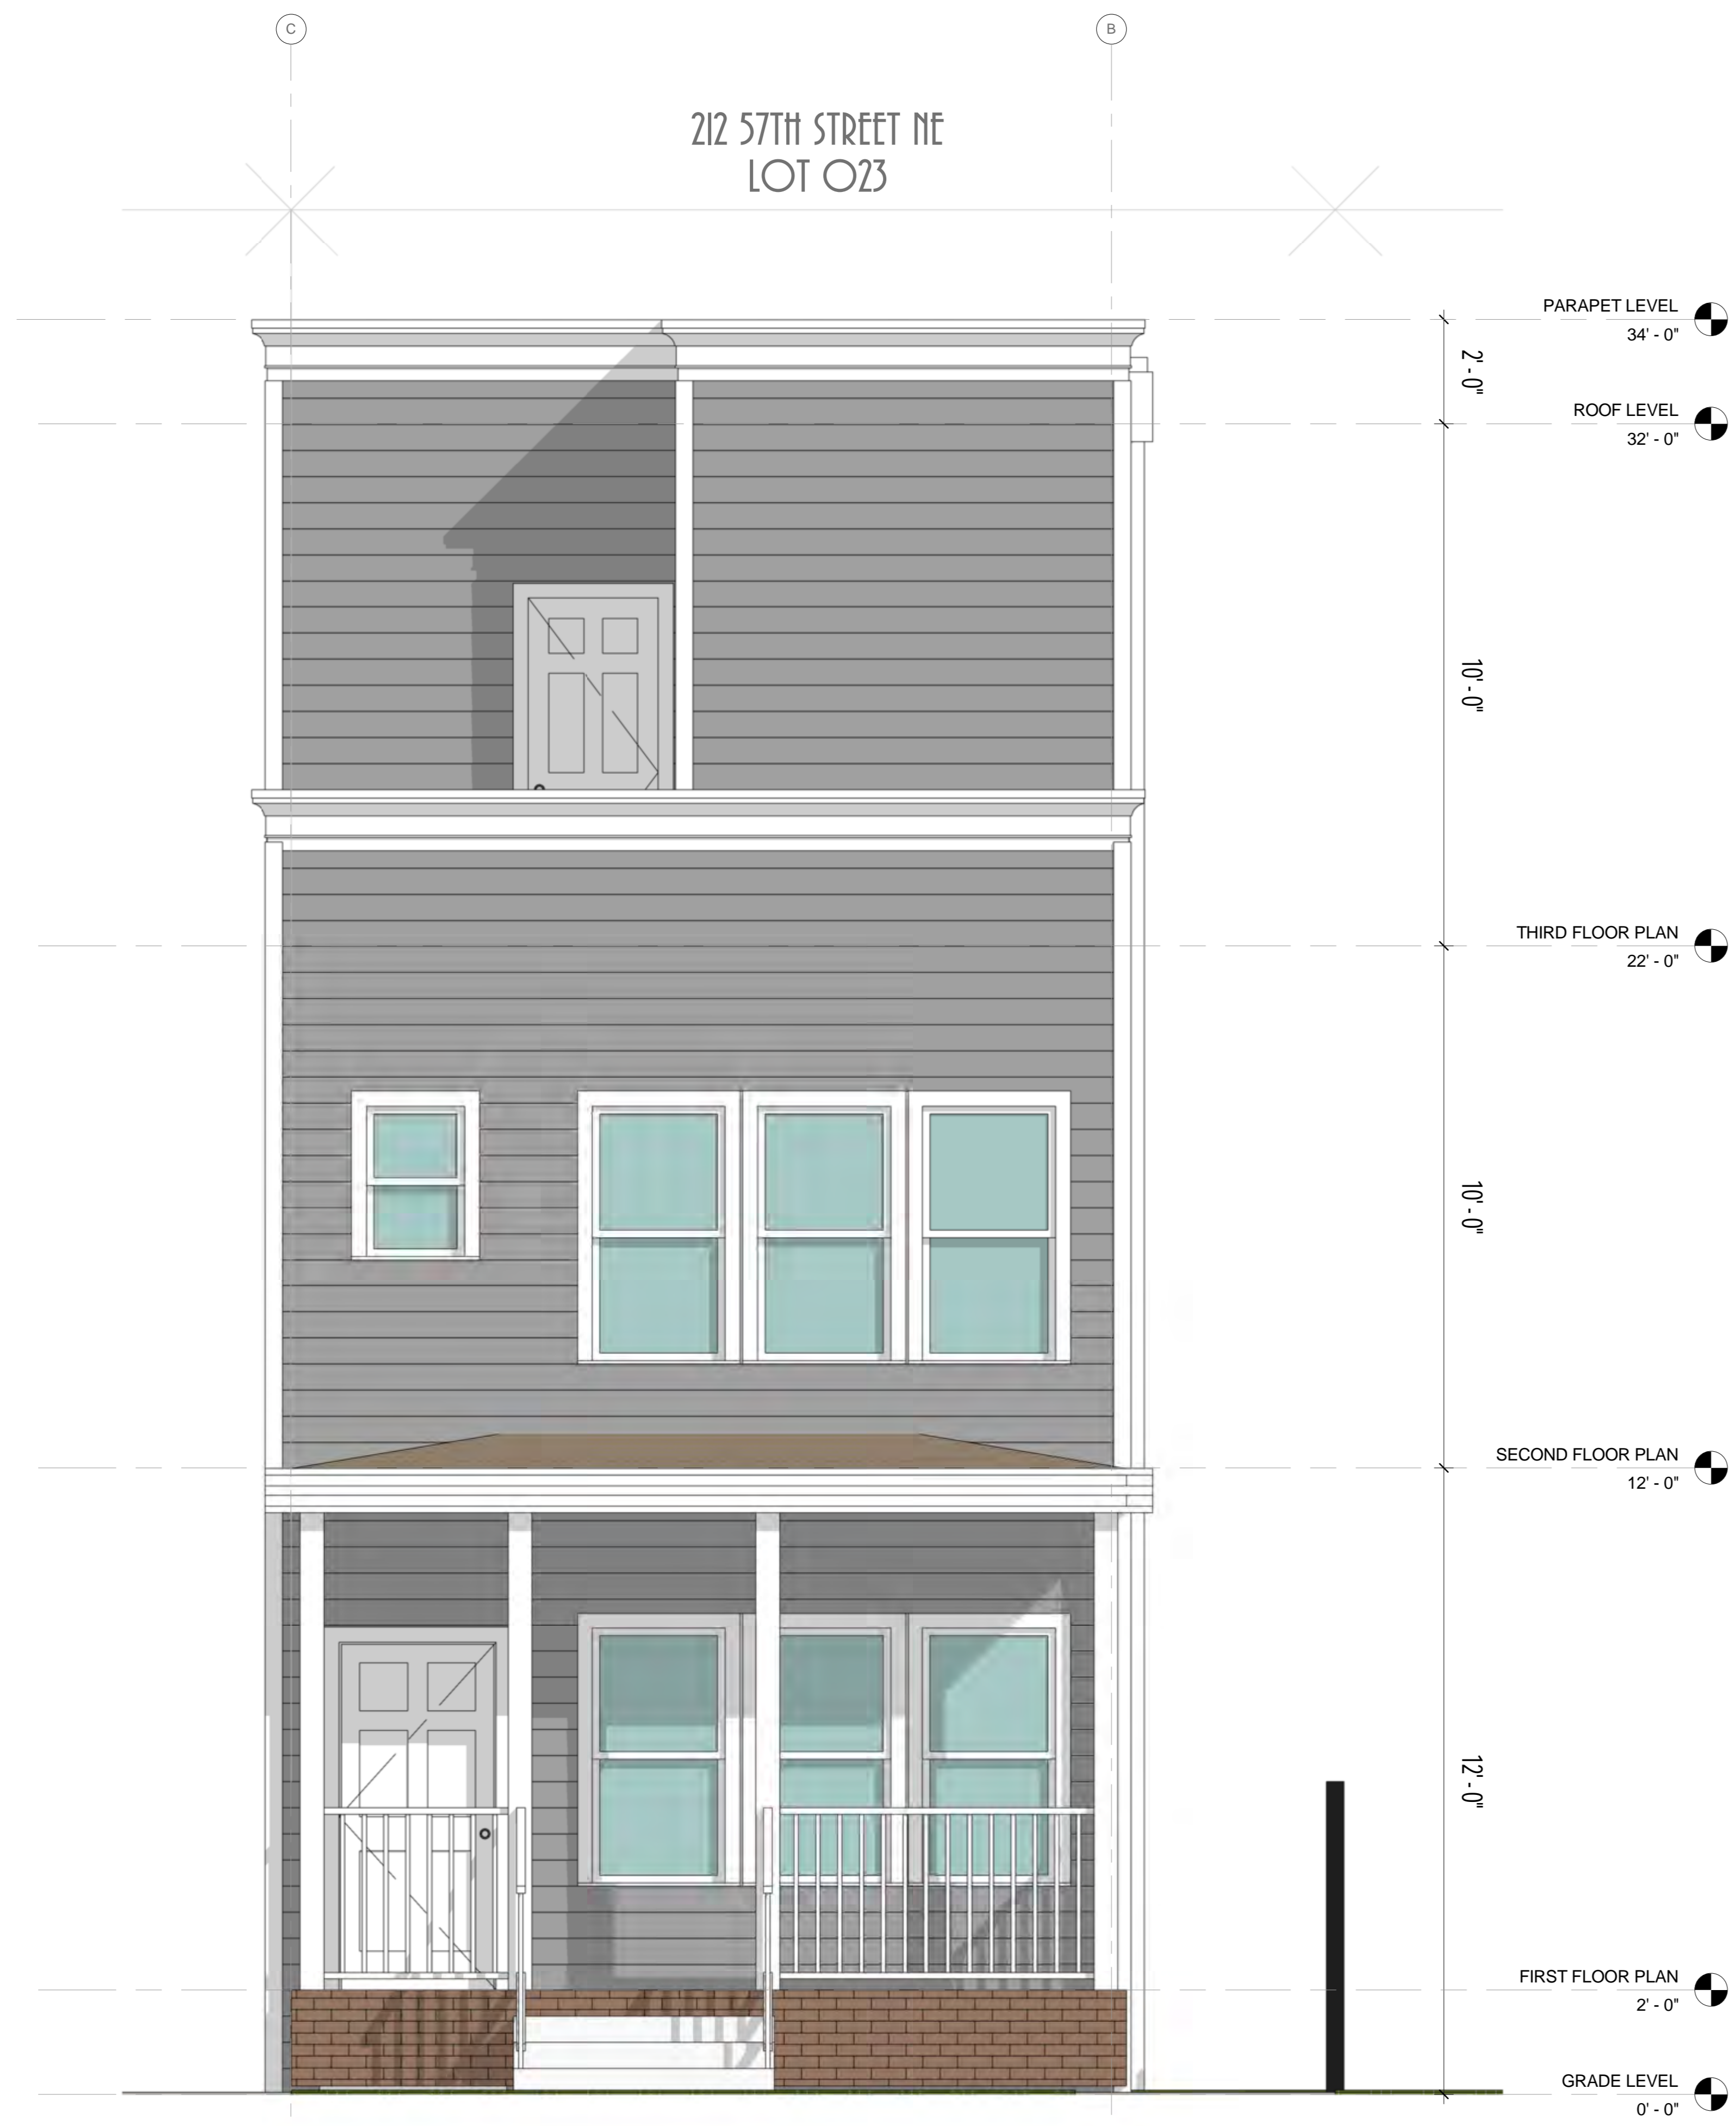 C
B
212 57TH STREET NE
LOT 023
PARAPET LEVEL
34' - 0"
2' - 0"
ROOF LEVEL
32' - 0"
10' - 0"
THIRD FLOOR PLAN
22' - 0"
10' - 0"
SECOND FLOOR PLAN
12' - 0"
12' - 0"
FIRST FLOOR PLAN
2' - 0"
GRADE LEVEL
0' - 0"